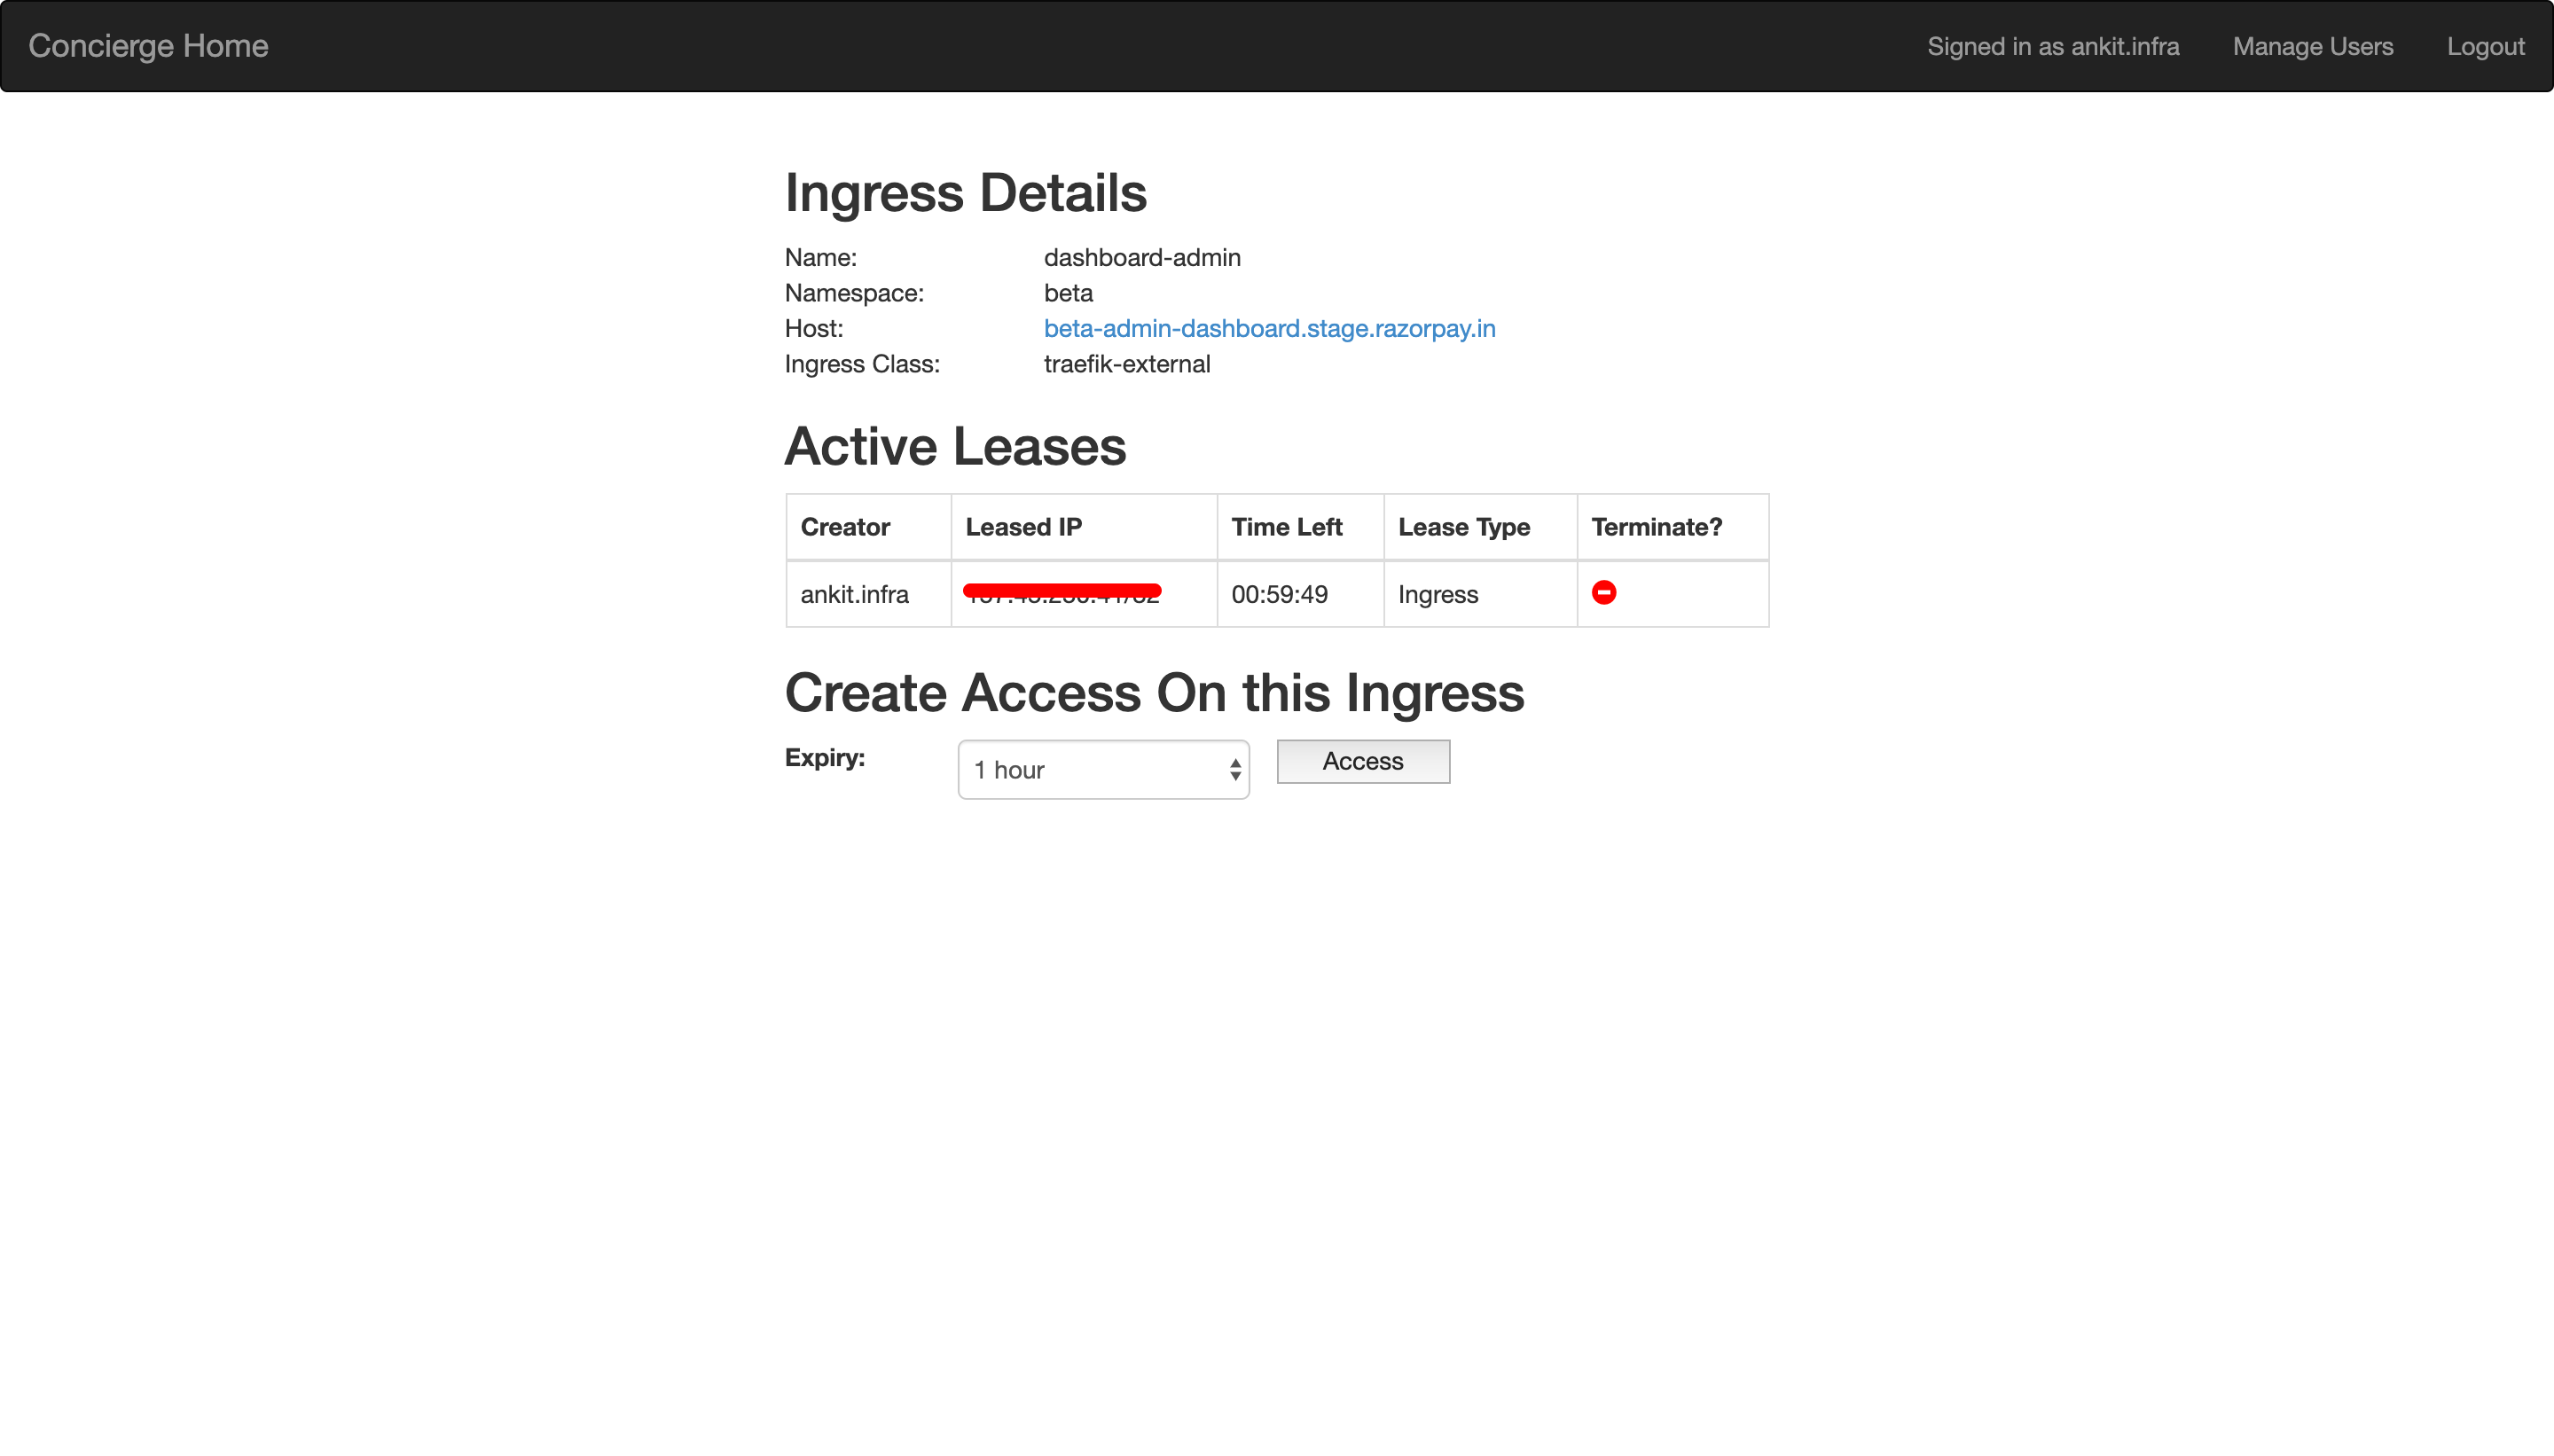 Concierge Home Signed in as ankit.infra Manage Users Logout
Ingress Details
Name: dashboard-admin
Namespace: beta
Host: beta-admin-dashboard.stage.razorpay.in
Ingress Class: traefik-external
Active Leases
Creator Leased IP Time Left Lease Type Terminate?
ankit.infra 00:59:49 Ingress
Create Access On this Ingress
Expiry: 1 hour Access